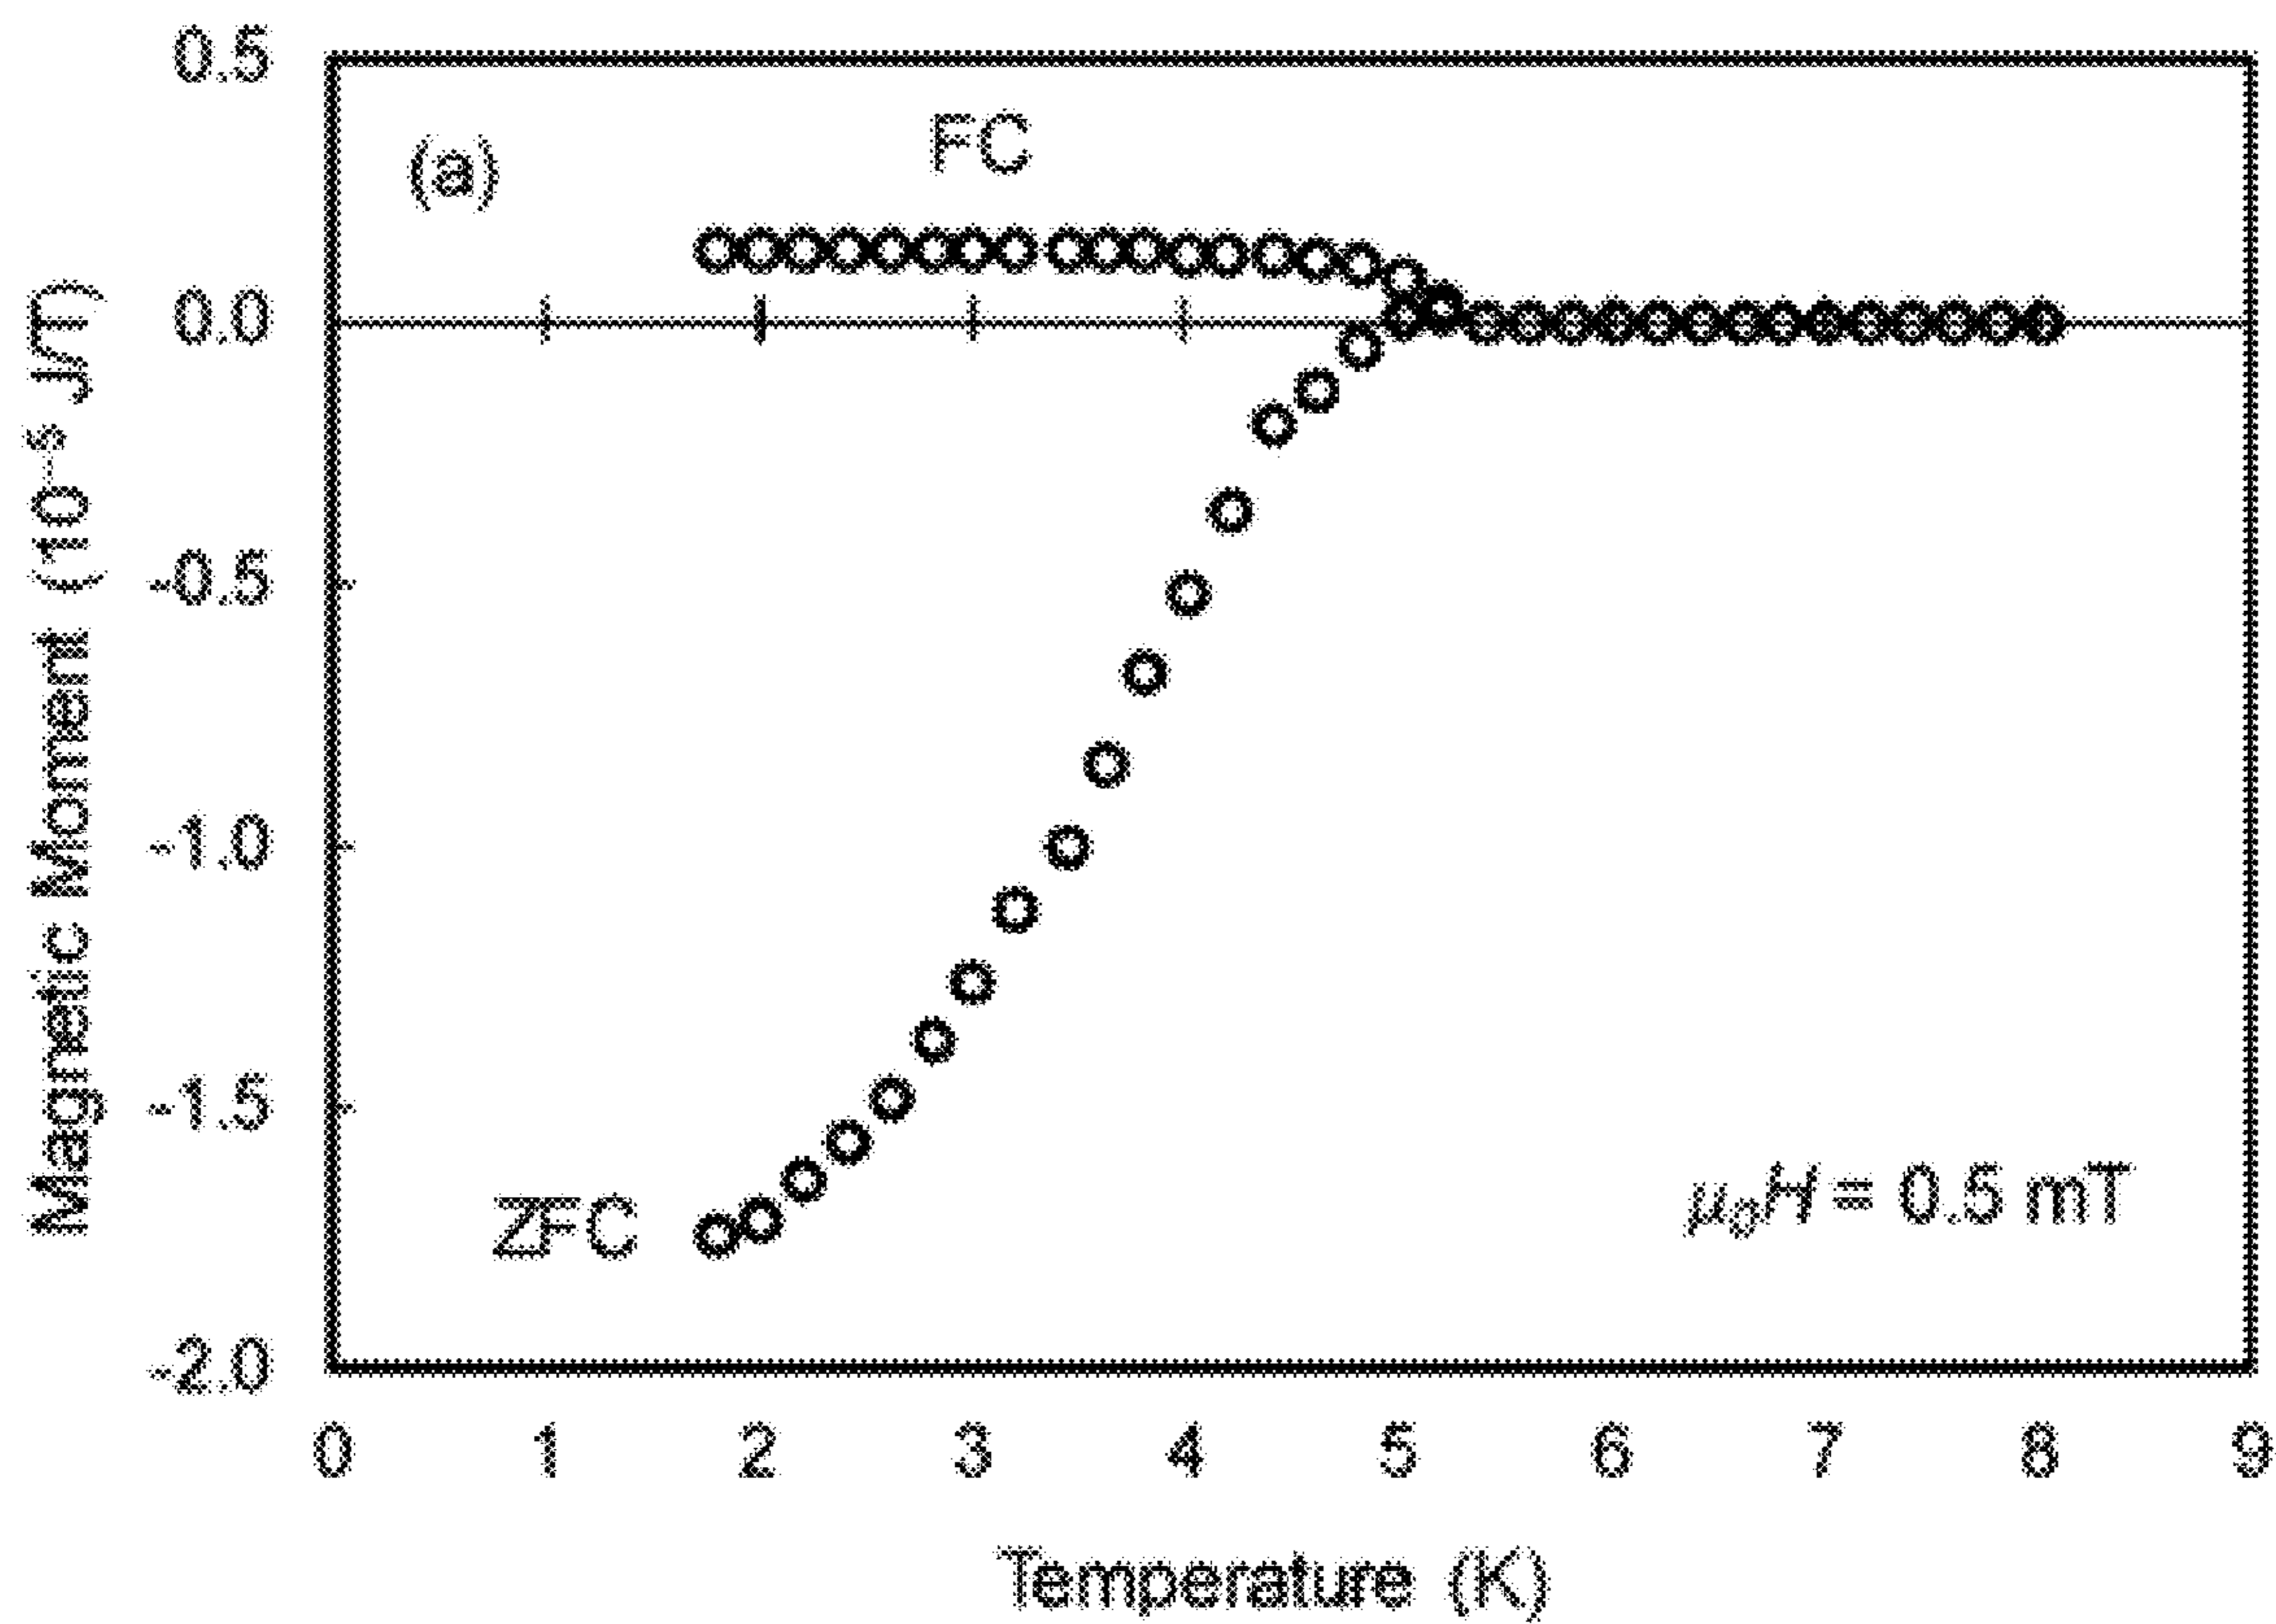 0.5
(a)
FC
0.0
-0.5
-1.0
-1.5
ZFC
μ₀H = 0.5 mT
-2.0
0 1 2 3 4 5 6 7 8 9
Temperature (K)
Magnetic Moment (10⁻⁵ J/T)